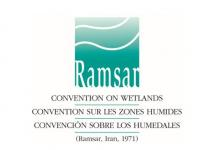 Ramsar
CONVENTION ON WETLANDS
CONVENTION SUR LES ZONES HUMIDES
CONVENCIÓN SOBRE LOS HUMEDALES
(Ramsar, Iran, 1971)